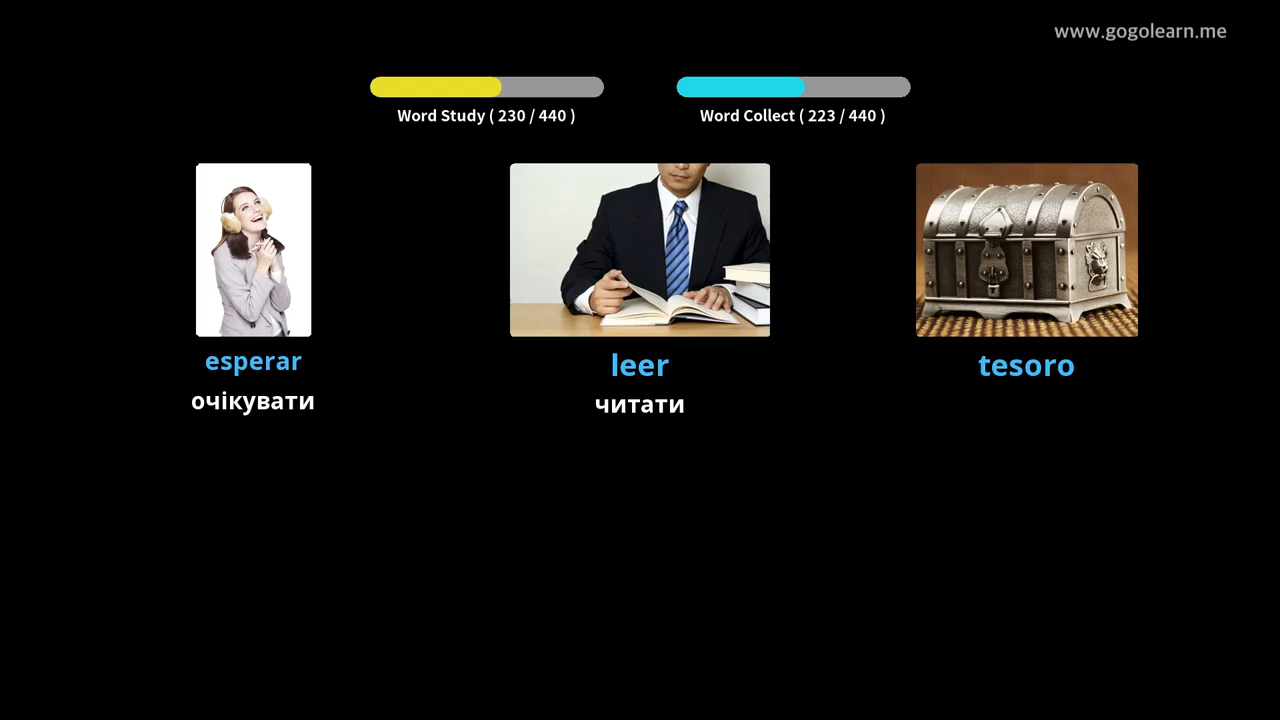 www.gogolearn.me
Word Study ( 230 / 440 )
Word Collect ( 223 / 440 )
esperar
очікувати
leer
читати
tesoro